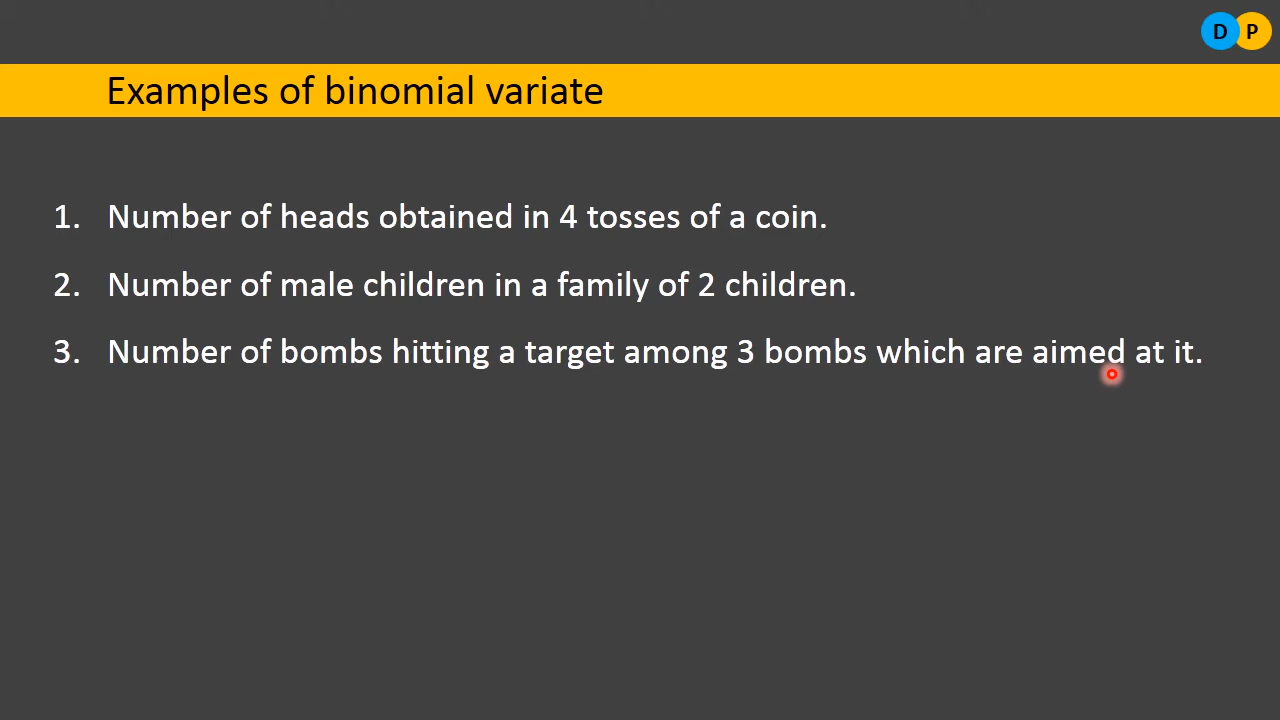 D P
Examples of binomial variate
1. Number of heads obtained in 4 tosses of a coin.
2. Number of male children in a family of 2 children.
3. Number of bombs hitting a target among 3 bombs which are aimed at it.